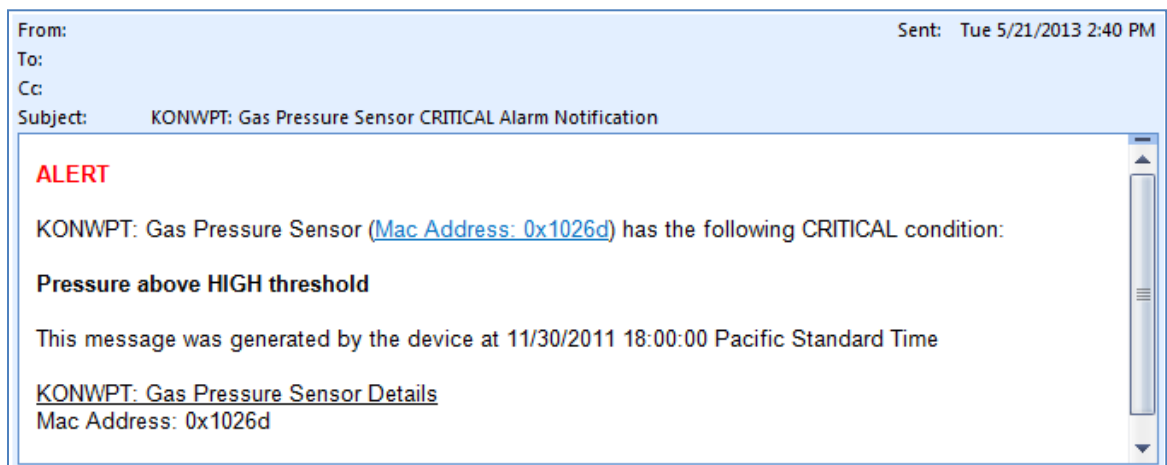 From: Sent: Tue 5/21/2013 2:40 PM
To:
Cc:
Subject: KONWPT: Gas Pressure Sensor CRITICAL Alarm Notification
ALERT
KONWPT: Gas Pressure Sensor (Mac Address: 0x1026d) has the following CRITICAL condition:
Pressure above HIGH threshold
This message was generated by the device at 11/30/2011 18:00:00 Pacific Standard Time
KONWPT: Gas Pressure Sensor Details
Mac Address: 0x1026d